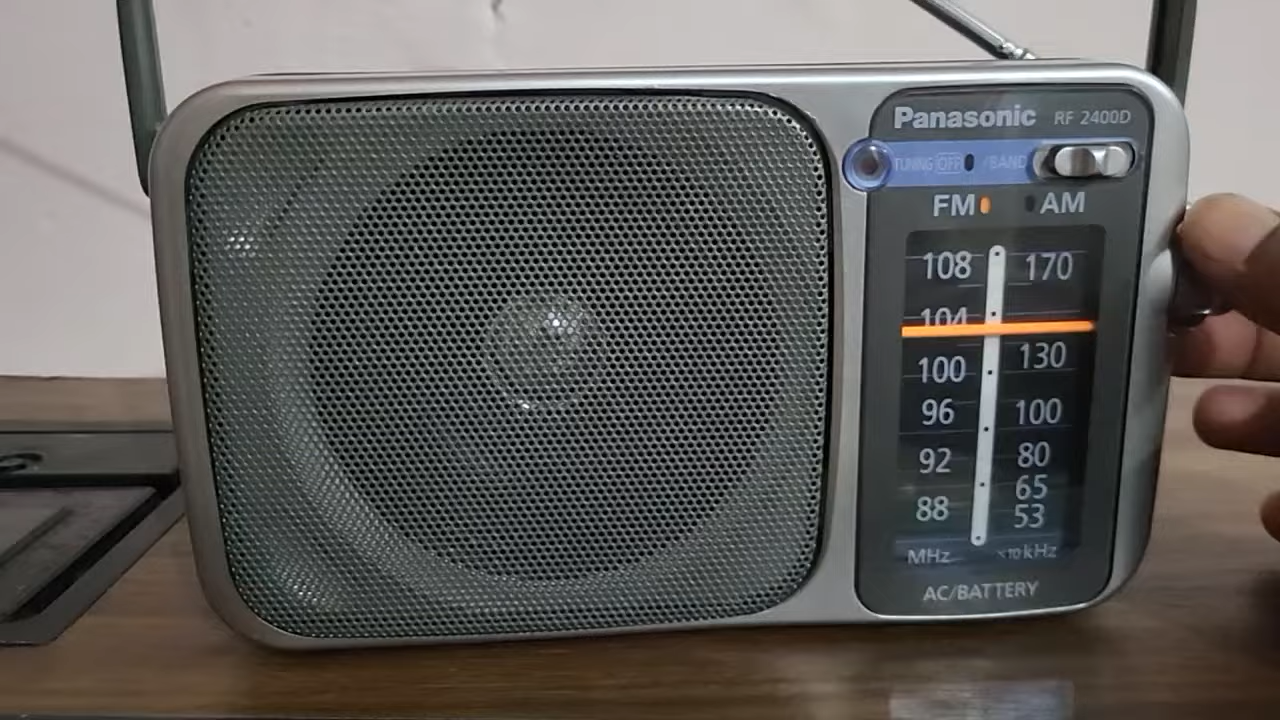 Panasonic RF 2400D
TUNING OFF /BAND
FM AM
108 170
104
100 130
96 100
92 80
65
88 53
MHz ×10 kHz
AC/BATTERY